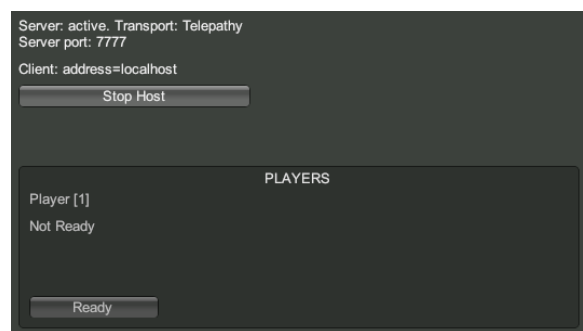 Server: active. Transport: Telepathy
Server port: 7777
Client: address=localhost
Stop Host
PLAYERS
Player [1]
Not Ready
Ready